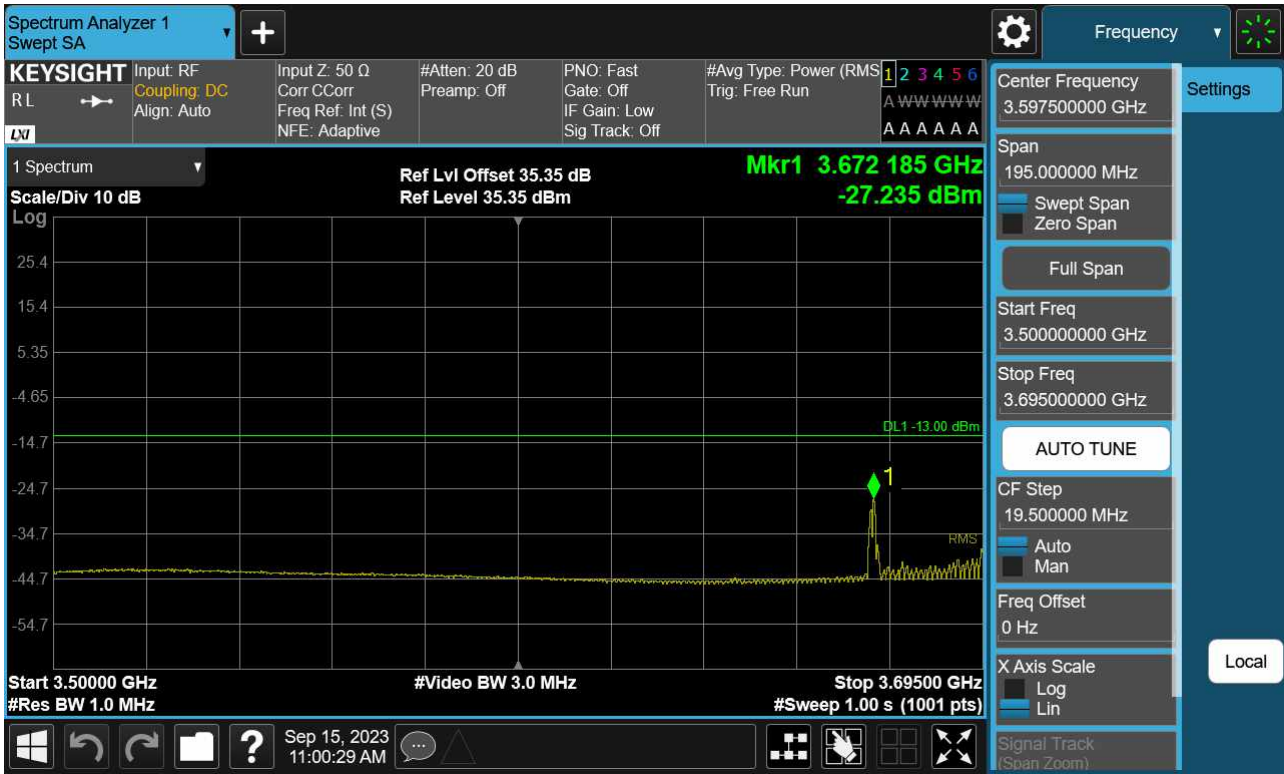 Spectrum Analyzer 1
Swept SA
+
Frequency
KEYSIGHT
RL
LXI
Input: RF
Coupling: DC
Align: Auto
Input Z: 50 Ω
Corr CCorr
Freq Ref: Int (S)
NFE: Adaptive
#Atten: 20 dB
Preamp: Off
PNO: Fast
Gate: Off
IF Gain: Low
Sig Track: Off
#Avg Type: Power (RMS
Trig: Free Run
1 2 3 4 5 6
A W W W W W
A A A A A A
1 Spectrum
Scale/Div 10 dB
Log
Ref Lvl Offset 35.35 dB
Ref Level 35.35 dBm
Mkr1 3.672 185 GHz
-27.235 dBm
25.4
15.4
5.35
-4.65
-14.7
-24.7
-34.7
-44.7
-54.7
DL1 -13.00 dBm
1
RMS
Start 3.50000 GHz
#Res BW 1.0 MHz
#Video BW 3.0 MHz
Stop 3.69500 GHz
#Sweep 1.00 s (1001 pts)
Center Frequency
3.597500000 GHz
Span
195.000000 MHz
Swept Span
Zero Span
Full Span
Start Freq
3.500000000 GHz
Stop Freq
3.695000000 GHz
AUTO TUNE
CF Step
19.500000 MHz
Auto
Man
Freq Offset
0 Hz
X Axis Scale
Log
Lin
Signal Track
(Span Zoom)
Settings
Local
?
Sep 15, 2023
11:00:29 AM